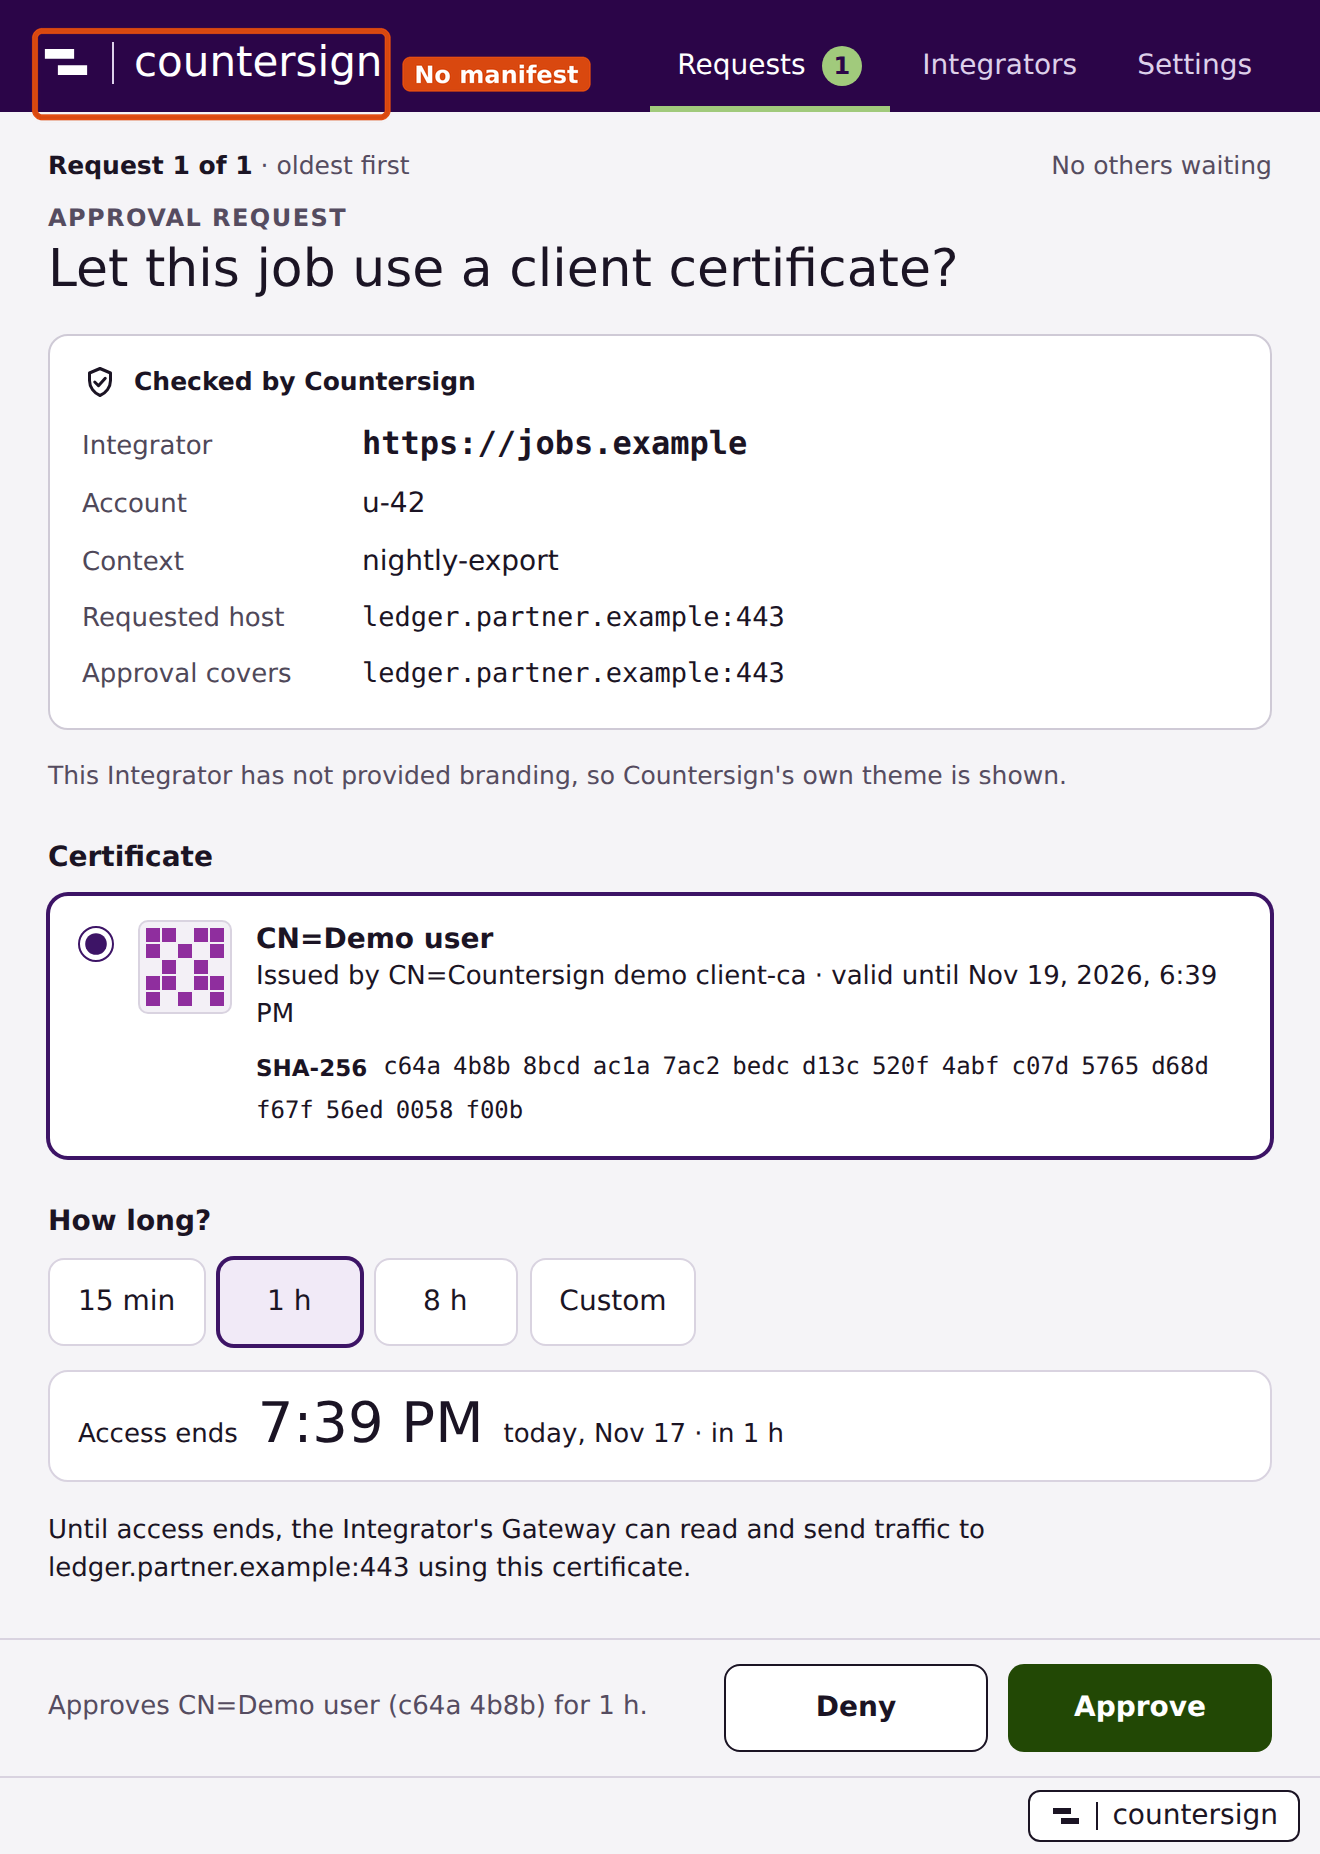 countersign
No manifest
Requests 1
Integrators
Settings
Request 1 of 1 · oldest first
No others waiting
APPROVAL REQUEST
Let this job use a client certificate?
Checked by Countersign
Integrator https://jobs.example
Account u-42
Context nightly-export
Requested host ledger.partner.example:443
Approval covers ledger.partner.example:443
This Integrator has not provided branding, so Countersign's own theme is shown.
Certificate
CN=Demo user
Issued by CN=Countersign demo client-ca · valid until Nov 19, 2026, 6:39
PM
SHA-256 c64a 4b8b 8bcd ac1a 7ac2 bedc d13c 520f 4abf c07d 5765 d68d
f67f 56ed 0058 f00b
How long?
15 min
1 h
8 h
Custom
Access ends 7:39 PM today, Nov 17 · in 1 h
Until access ends, the Integrator's Gateway can read and send traffic to
ledger.partner.example:443 using this certificate.
Approves CN=Demo user (c64a 4b8b) for 1 h.
Deny
Approve
countersign